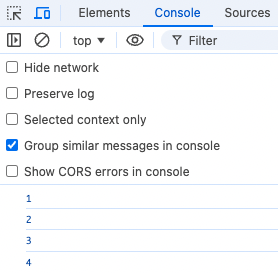 Elements Console Sources
top Filter
Hide network
Preserve log
Selected context only
Group similar messages in console
Show CORS errors in console
1
2
3
4